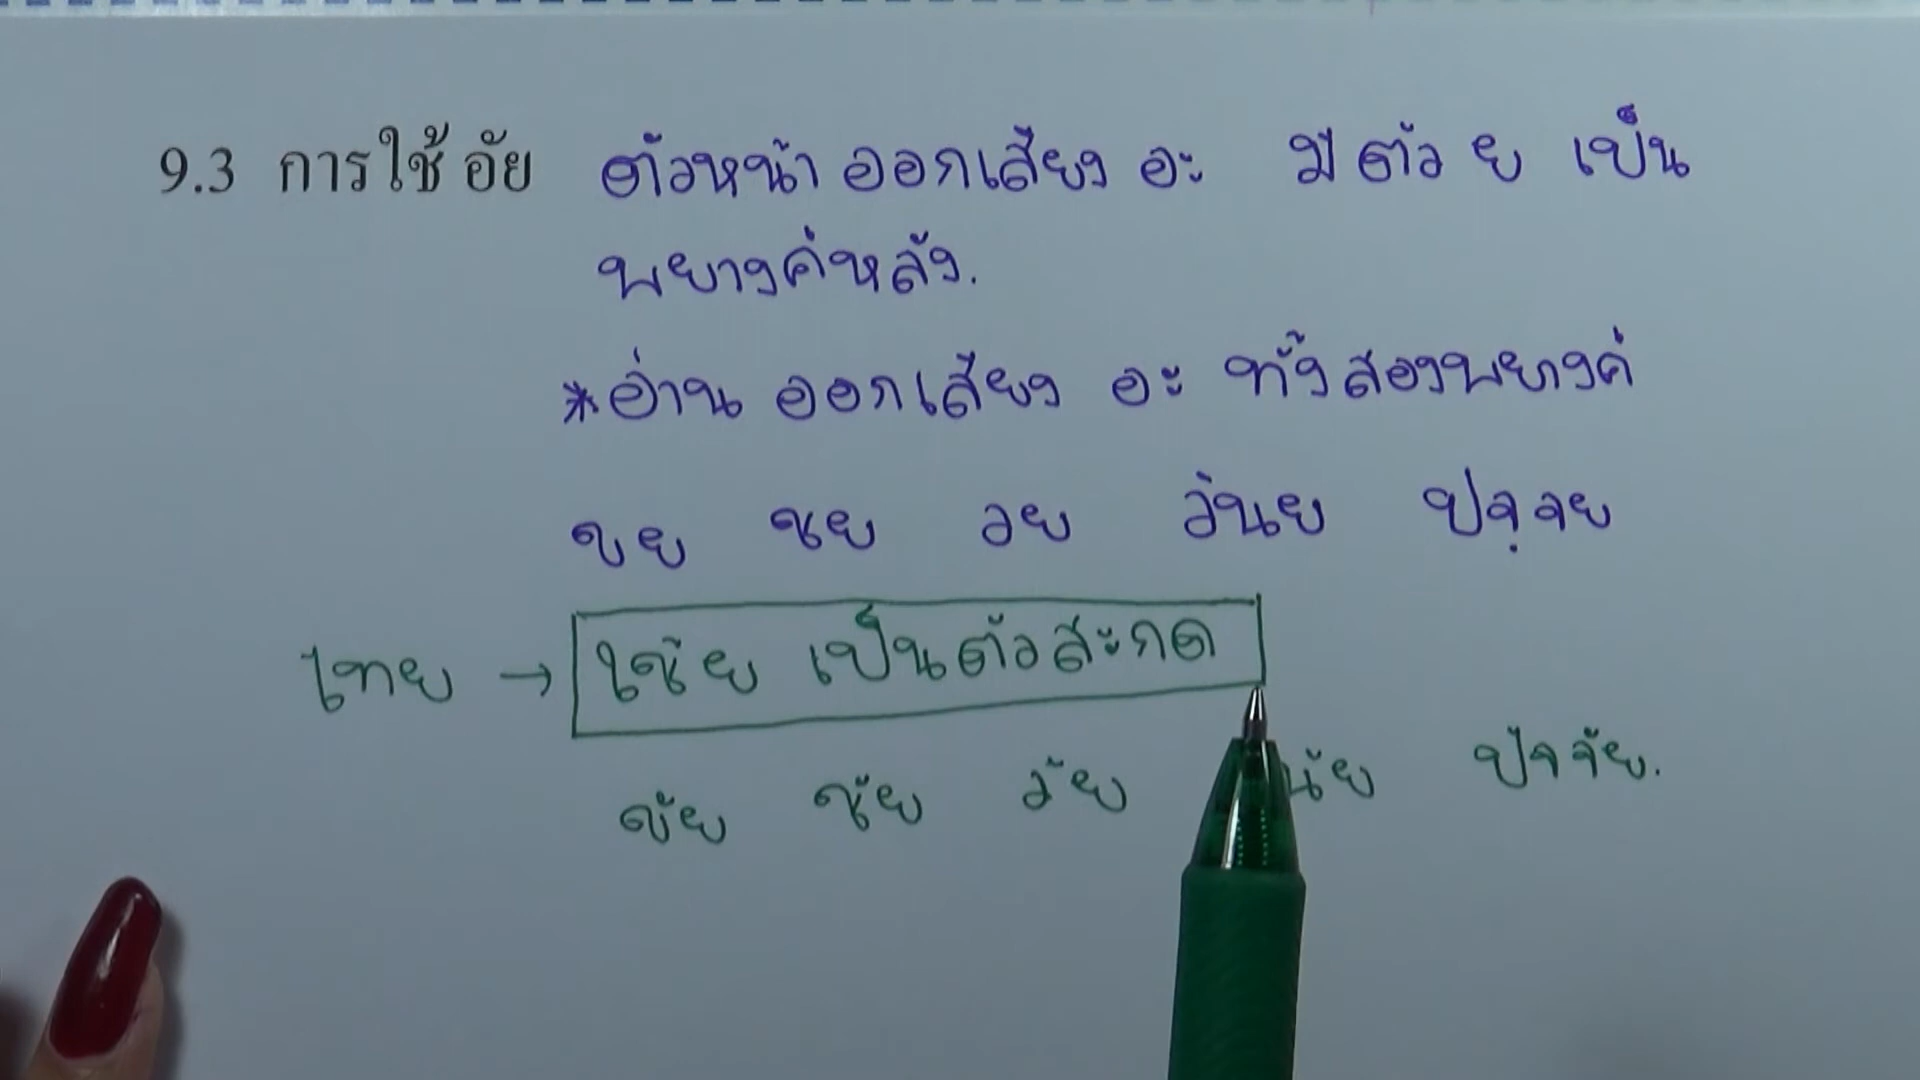 9.3 การใช้ อัย ตัวหน้า ออกเสียง อะ มีตัว ย เป็น
พยางค์หลัง.
*อ่าน ออกเสียง อะ ทั้งสองพยางค์
ขย ชย วย วินย ปจฺจย
ไทย → ใช้ ย เป็นตัวสะกด
ขัย ชัย วัย นัย ปัจจัย.